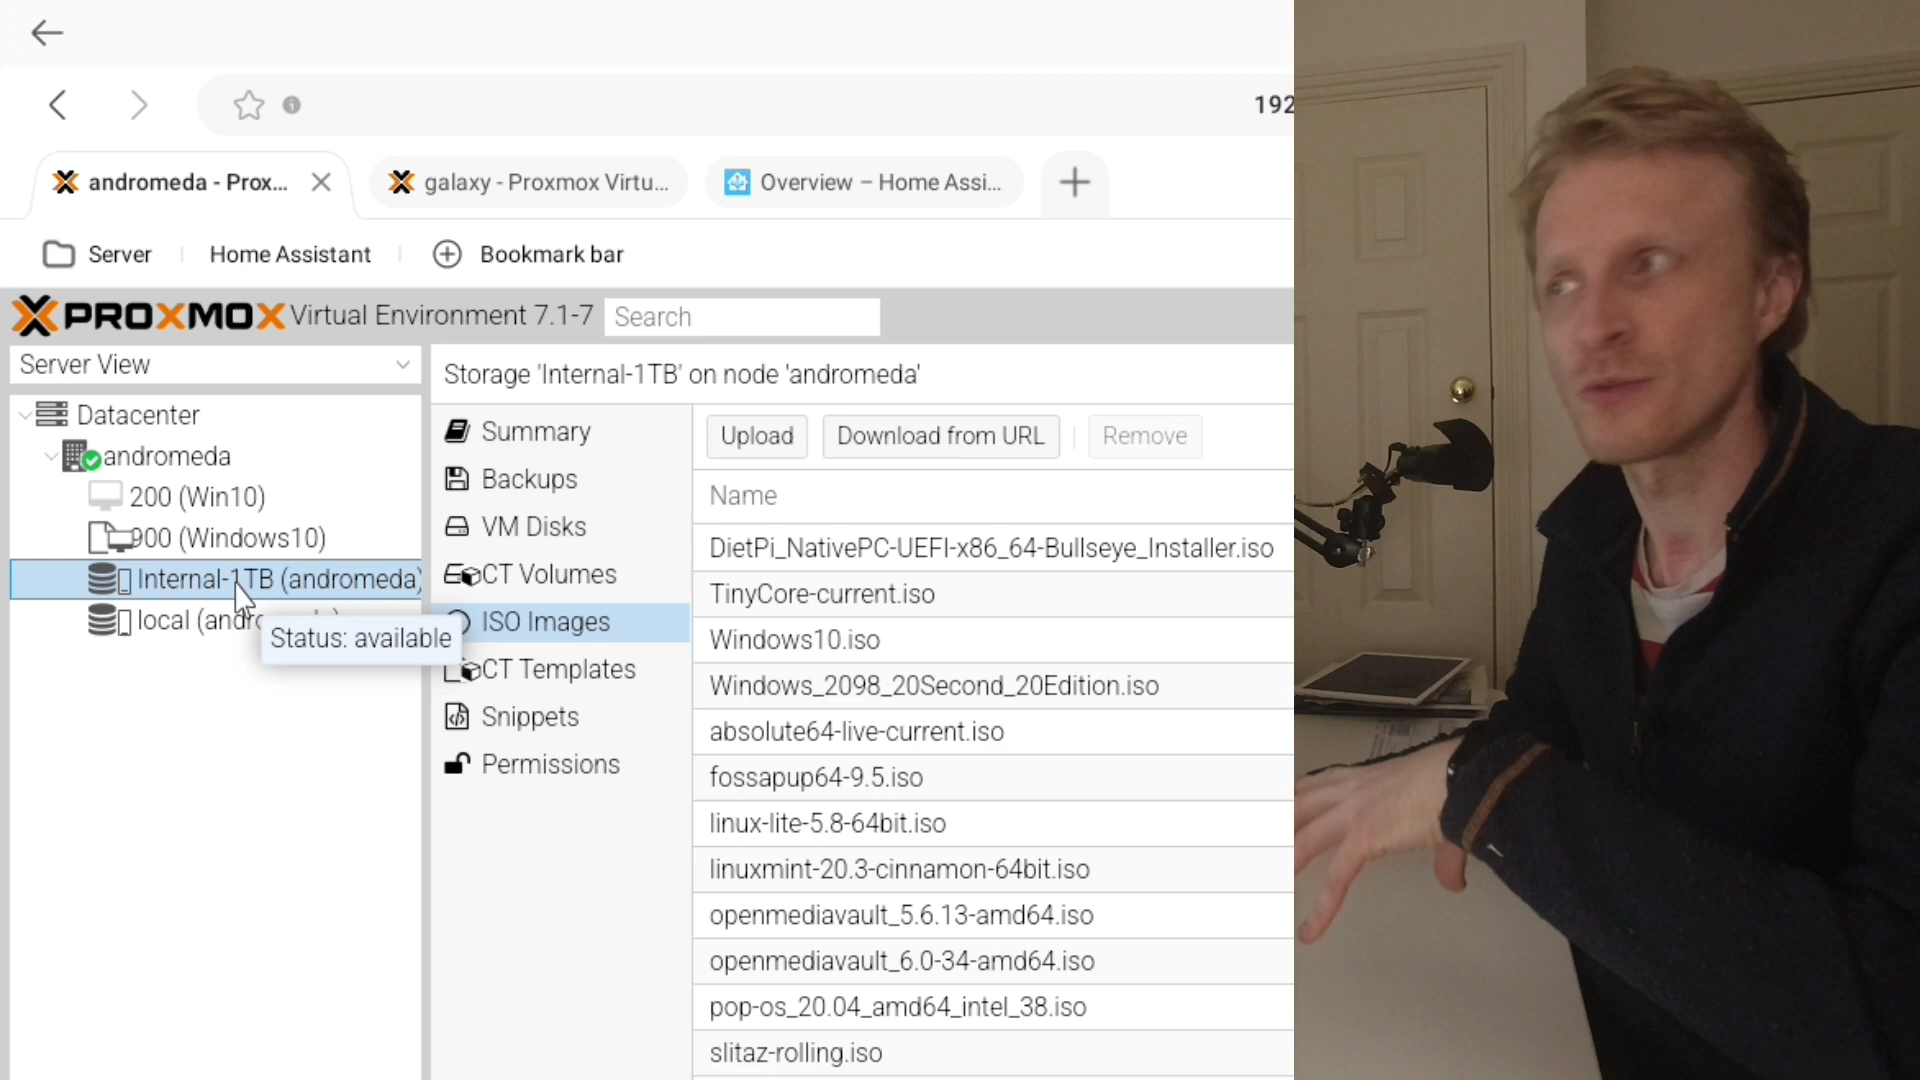 192
andromeda - Prox...
galaxy - Proxmox Virtu...
Overview – Home Assi...
Server
Home Assistant
Bookmark bar
PROXMOX Virtual Environment 7.1-7
Search
Server View
Datacenter
andromeda
200 (Win10)
900 (Windows10)
Internal-1TB (andromeda)
local (andro
Status: available
Storage 'Internal-1TB' on node 'andromeda'
Summary
Backups
VM Disks
CT Volumes
ISO Images
CT Templates
Snippets
Permissions
Upload
Download from URL
Remove
Name
DietPi_NativePC-UEFI-x86_64-Bullseye_Installer.iso
TinyCore-current.iso
Windows10.iso
Windows_2098_20Second_20Edition.iso
absolute64-live-current.iso
fossapup64-9.5.iso
linux-lite-5.8-64bit.iso
linuxmint-20.3-cinnamon-64bit.iso
openmediavault_5.6.13-amd64.iso
openmediavault_6.0-34-amd64.iso
pop-os_20.04_amd64_intel_38.iso
slitaz-rolling.iso